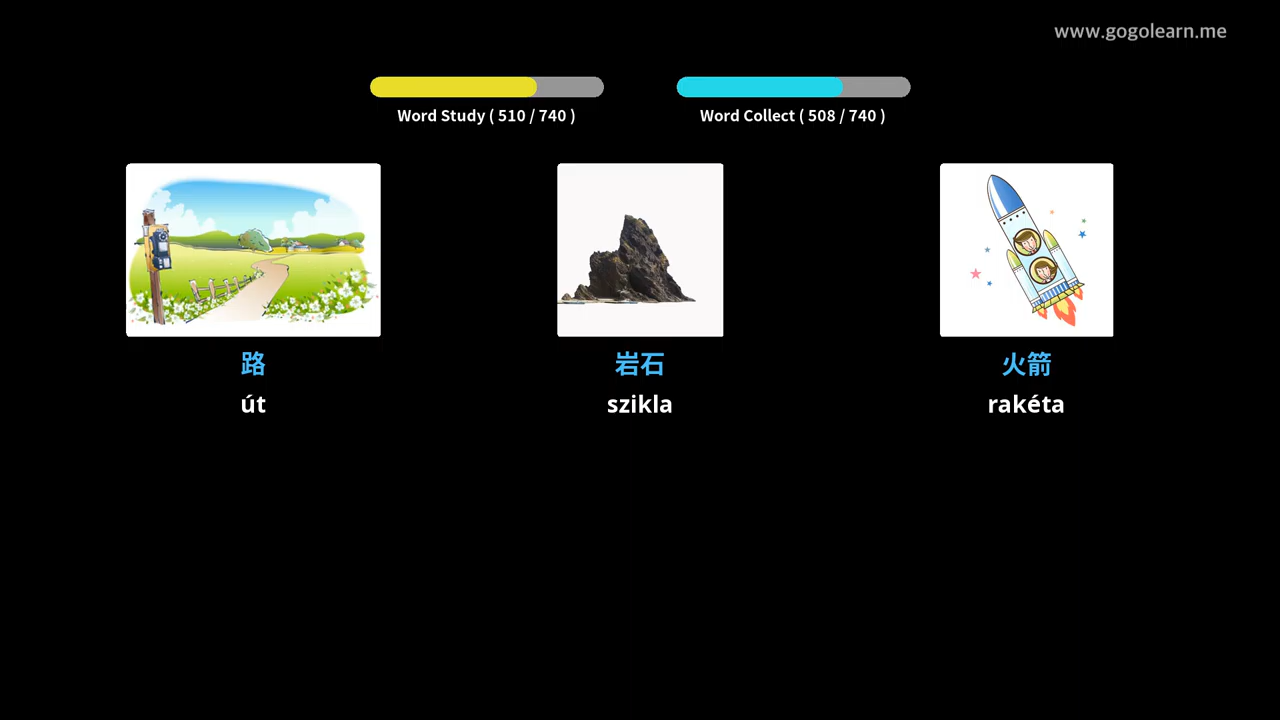 www.gogolearn.me
Word Study ( 510 / 740 )
Word Collect ( 508 / 740 )
路
岩石
火箭
út
szikla
rakéta